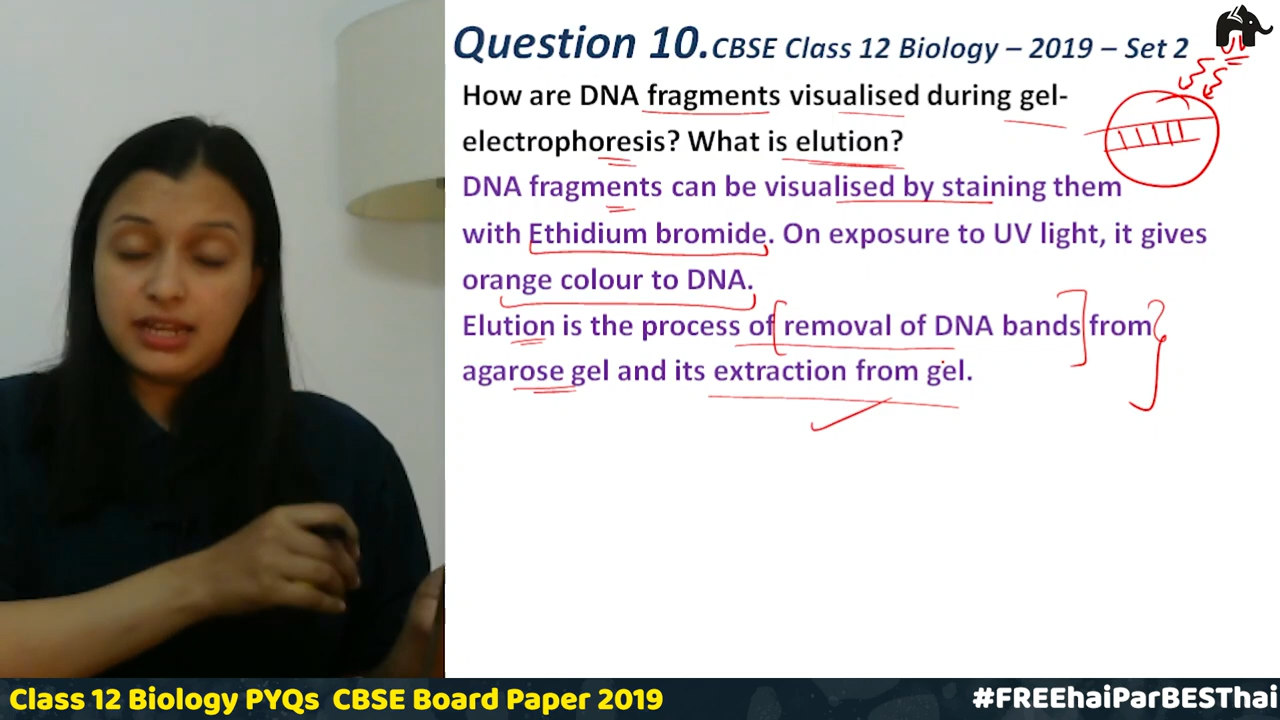 Question 10.CBSE Class 12 Biology – 2019 – Set 2
How are DNA fragments visualised during gel-
electrophoresis? What is elution?
DNA fragments can be visualised by staining them
with Ethidium bromide. On exposure to UV light, it gives
orange colour to DNA.
Elution is the process of removal of DNA bands from
agarose gel and its extraction from gel.
Class 12 Biology PYQs CBSE Board Paper 2019
#FREEhaiParBESThai